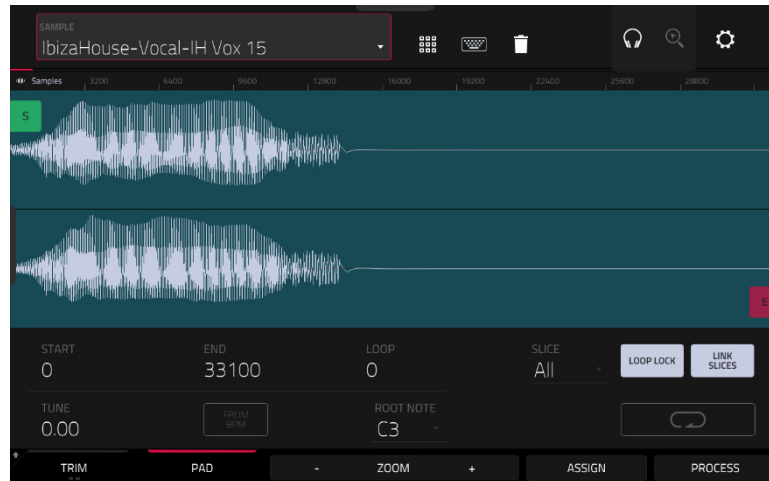 SAMPLE
IbizaHouse-Vocal-IH Vox 15
Samples 3200 6400 9600 12800 16000 19200 22400 25600 28800
S
E
START END LOOP SLICE
0 33100 0 All
LOOP LOCK
LINK
SLICES
TUNE ROOT NOTE
0.00 C3
FROM
BPM
TRIM PAD - ZOOM + ASSIGN PROCESS